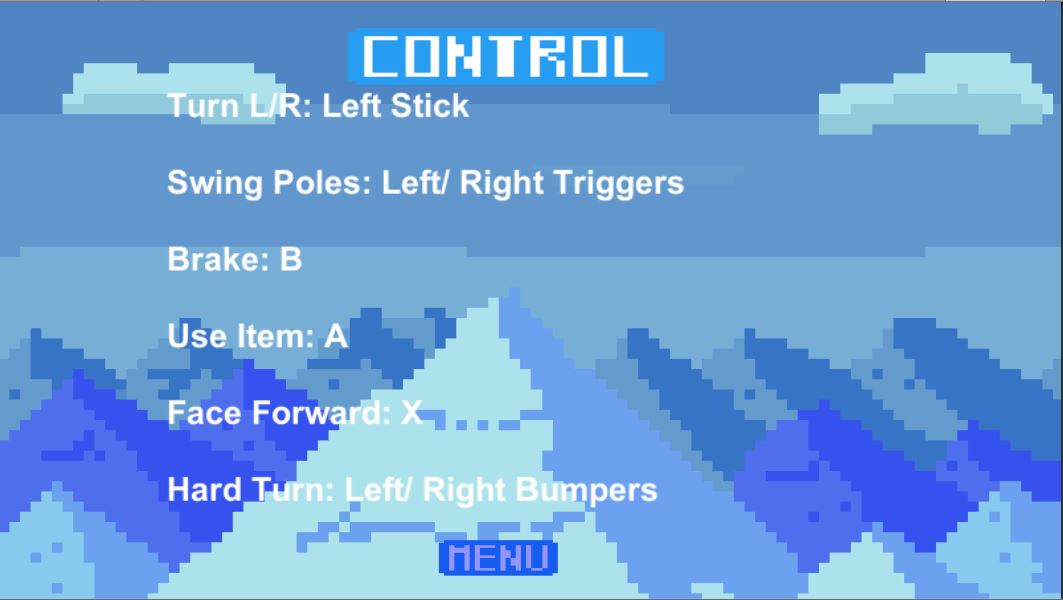 CONTROL
Turn L/R: Left Stick
Swing Poles: Left/ Right Triggers
Brake: B
Use Item: A
Face Forward: X
Hard Turn: Left/ Right Bumpers
MENU